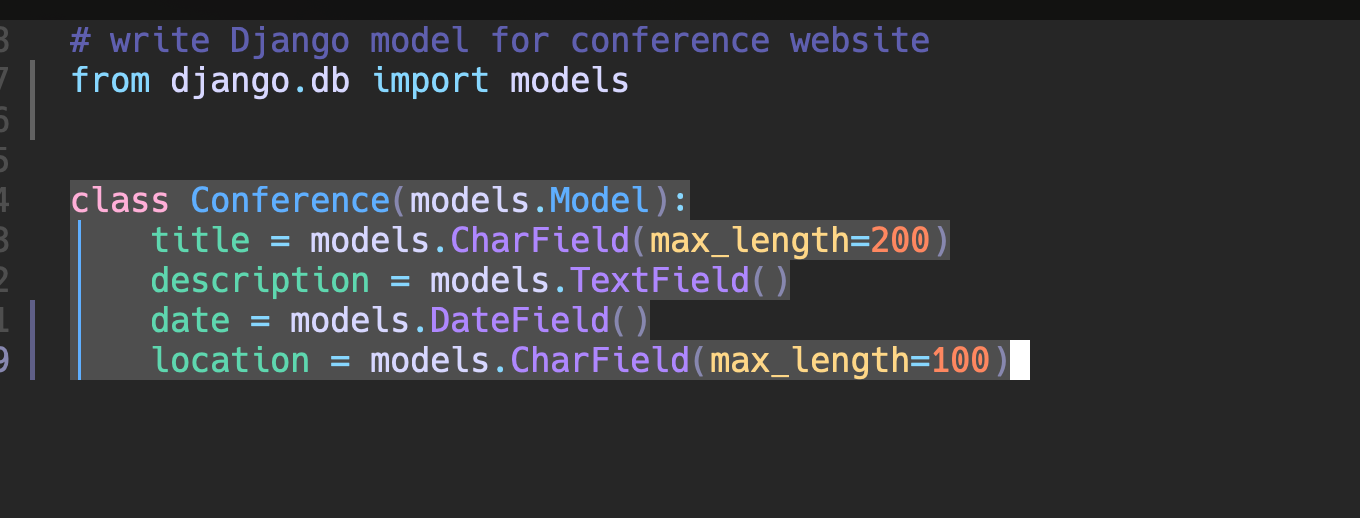 8 # write Django model for conference website
7 from django.db import models
6
5
4 class Conference(models.Model):
3     title = models.CharField(max_length=200)
2     description = models.TextField()
1     date = models.DateField()
9     location = models.CharField(max_length=100)